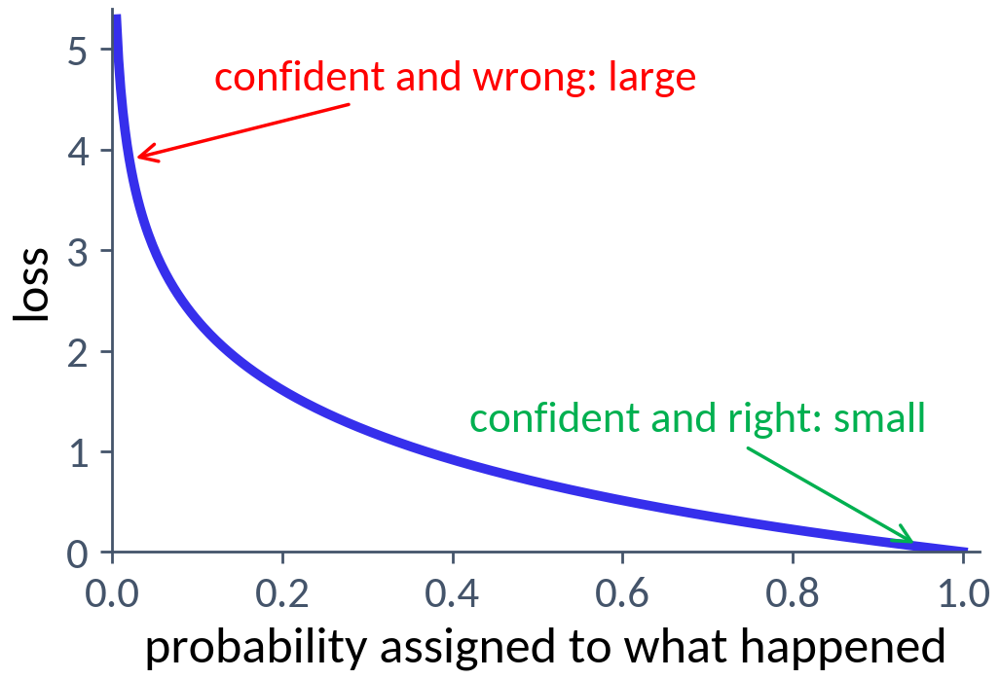 5
confident and wrong: large
4
3
loss
2
confident and right: small
1
0
0.0 0.2 0.4 0.6 0.8 1.0
probability assigned to what happened